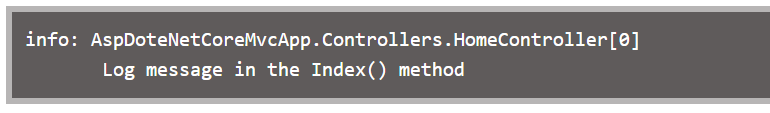 info: AspDoteNetCoreMvcApp.Controllers.HomeController[0]
Log message in the Index() method